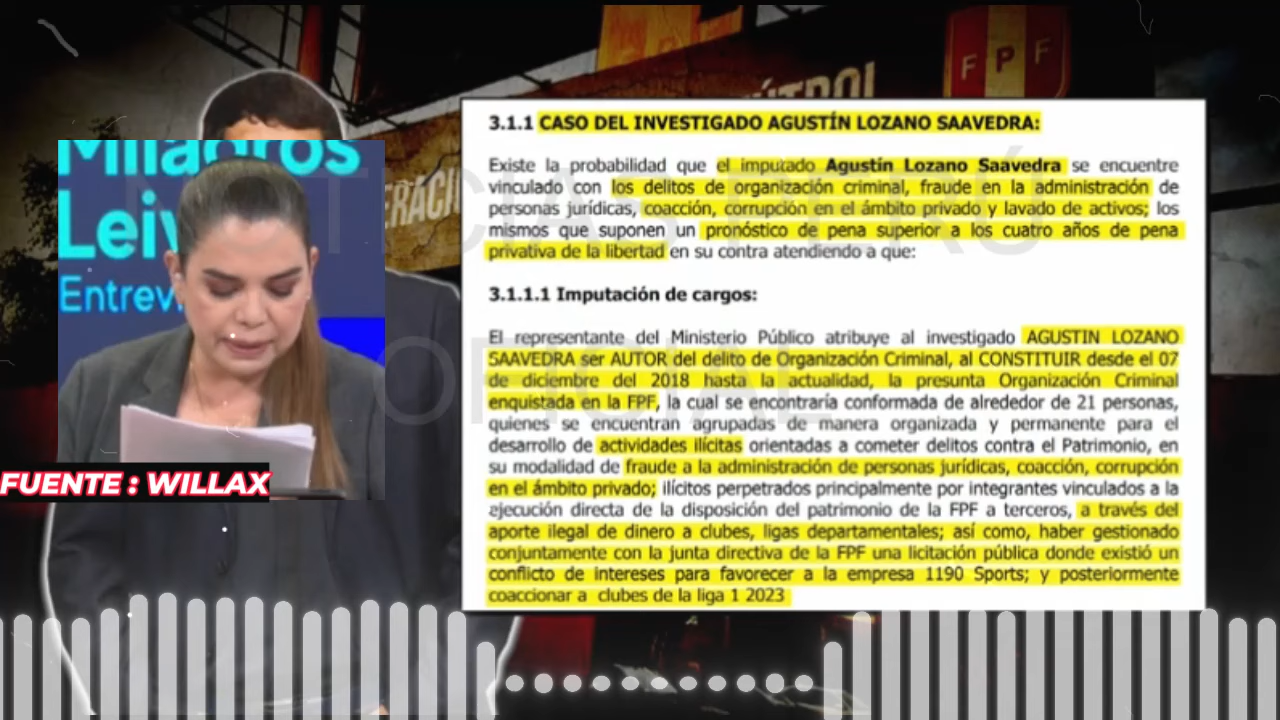 FPF
FÚTBOL
ERACIÓ
Milagros
Leiv
Entrev
FUENTE : WILLAX
NOTICIAS PERÚ
OFICIAL
3.1.1 CASO DEL INVESTIGADO AGUSTÍN LOZANO SAAVEDRA:
Existe la probabilidad que el imputado Agustín Lozano Saavedra se encuentre
vinculado con los delitos de organización criminal, fraude en la administración de
personas jurídicas, coacción, corrupción en el ámbito privado y lavado de activos; los
mismos que suponen un pronóstico de pena superior a los cuatro años de pena
privativa de la libertad en su contra atendiendo a que:
3.1.1.1 Imputación de cargos:
El representante del Ministerio Público atribuye al investigado AGUSTIN LOZANO
SAAVEDRA ser AUTOR del delito de Organización Criminal, al CONSTITUIR desde el 07
de diciembre del 2018 hasta la actualidad, la presunta Organización Criminal
enquistada en la FPF, la cual se encontraría conformada de alrededor de 21 personas,
quienes se encuentran agrupadas de manera organizada y permanente para el
desarrollo de actividades ilícitas orientadas a cometer delitos contra el Patrimonio, en
su modalidad de fraude a la administración de personas jurídicas, coacción, corrupción
en el ámbito privado; ilícitos perpetrados principalmente por integrantes vinculados a la
ejecución directa de la disposición del patrimonio de la FPF a terceros, a través del
aporte ilegal de dinero a clubes, ligas departamentales; así como, haber gestionado
conjuntamente con la junta directiva de la FPF una licitación pública donde existió un
conflicto de intereses para favorecer a la empresa 1190 Sports; y posteriormente
coaccionar a clubes de la liga 1 2023